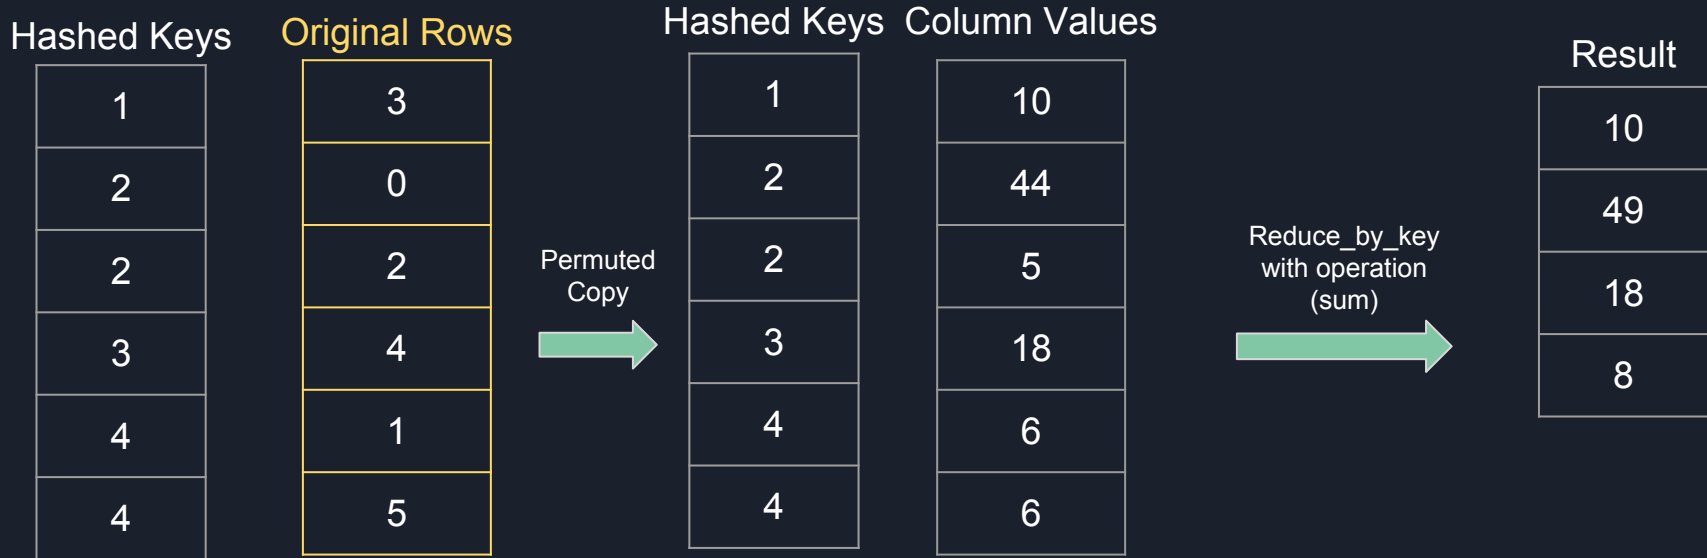 Hashed Keys
1
2
2
3
4
4
Original Rows
3
0
2
4
1
5
Permuted
Copy
Hashed Keys
1
2
2
3
4
4
Column Values
10
44
5
18
6
6
Reduce_by_key
with operation
(sum)
Result
10
49
18
8